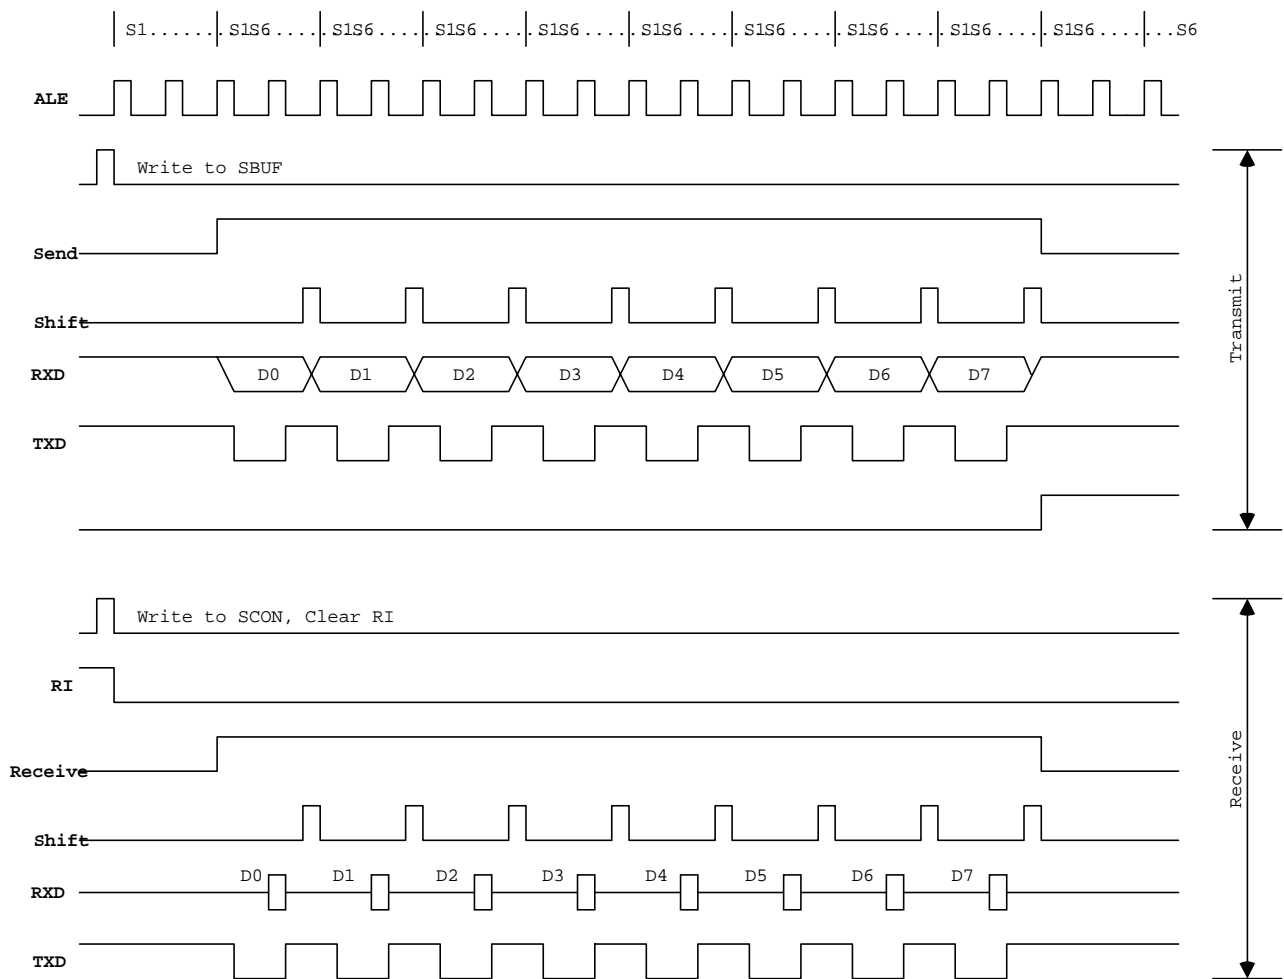 S1.......S1S6....S1S6....S1S6....S1S6....S1S6....S1S6....S1S6....S1S6....S1S6.......S6
ALE
Write to SBUF
Send
Shift
RXD D0 D1 D2 D3 D4 D5 D6 D7
TXD
Transmit
Write to SCON, Clear RI
RI
Receive
Shift
RXD D0 D1 D2 D3 D4 D5 D6 D7
TXD
Receive